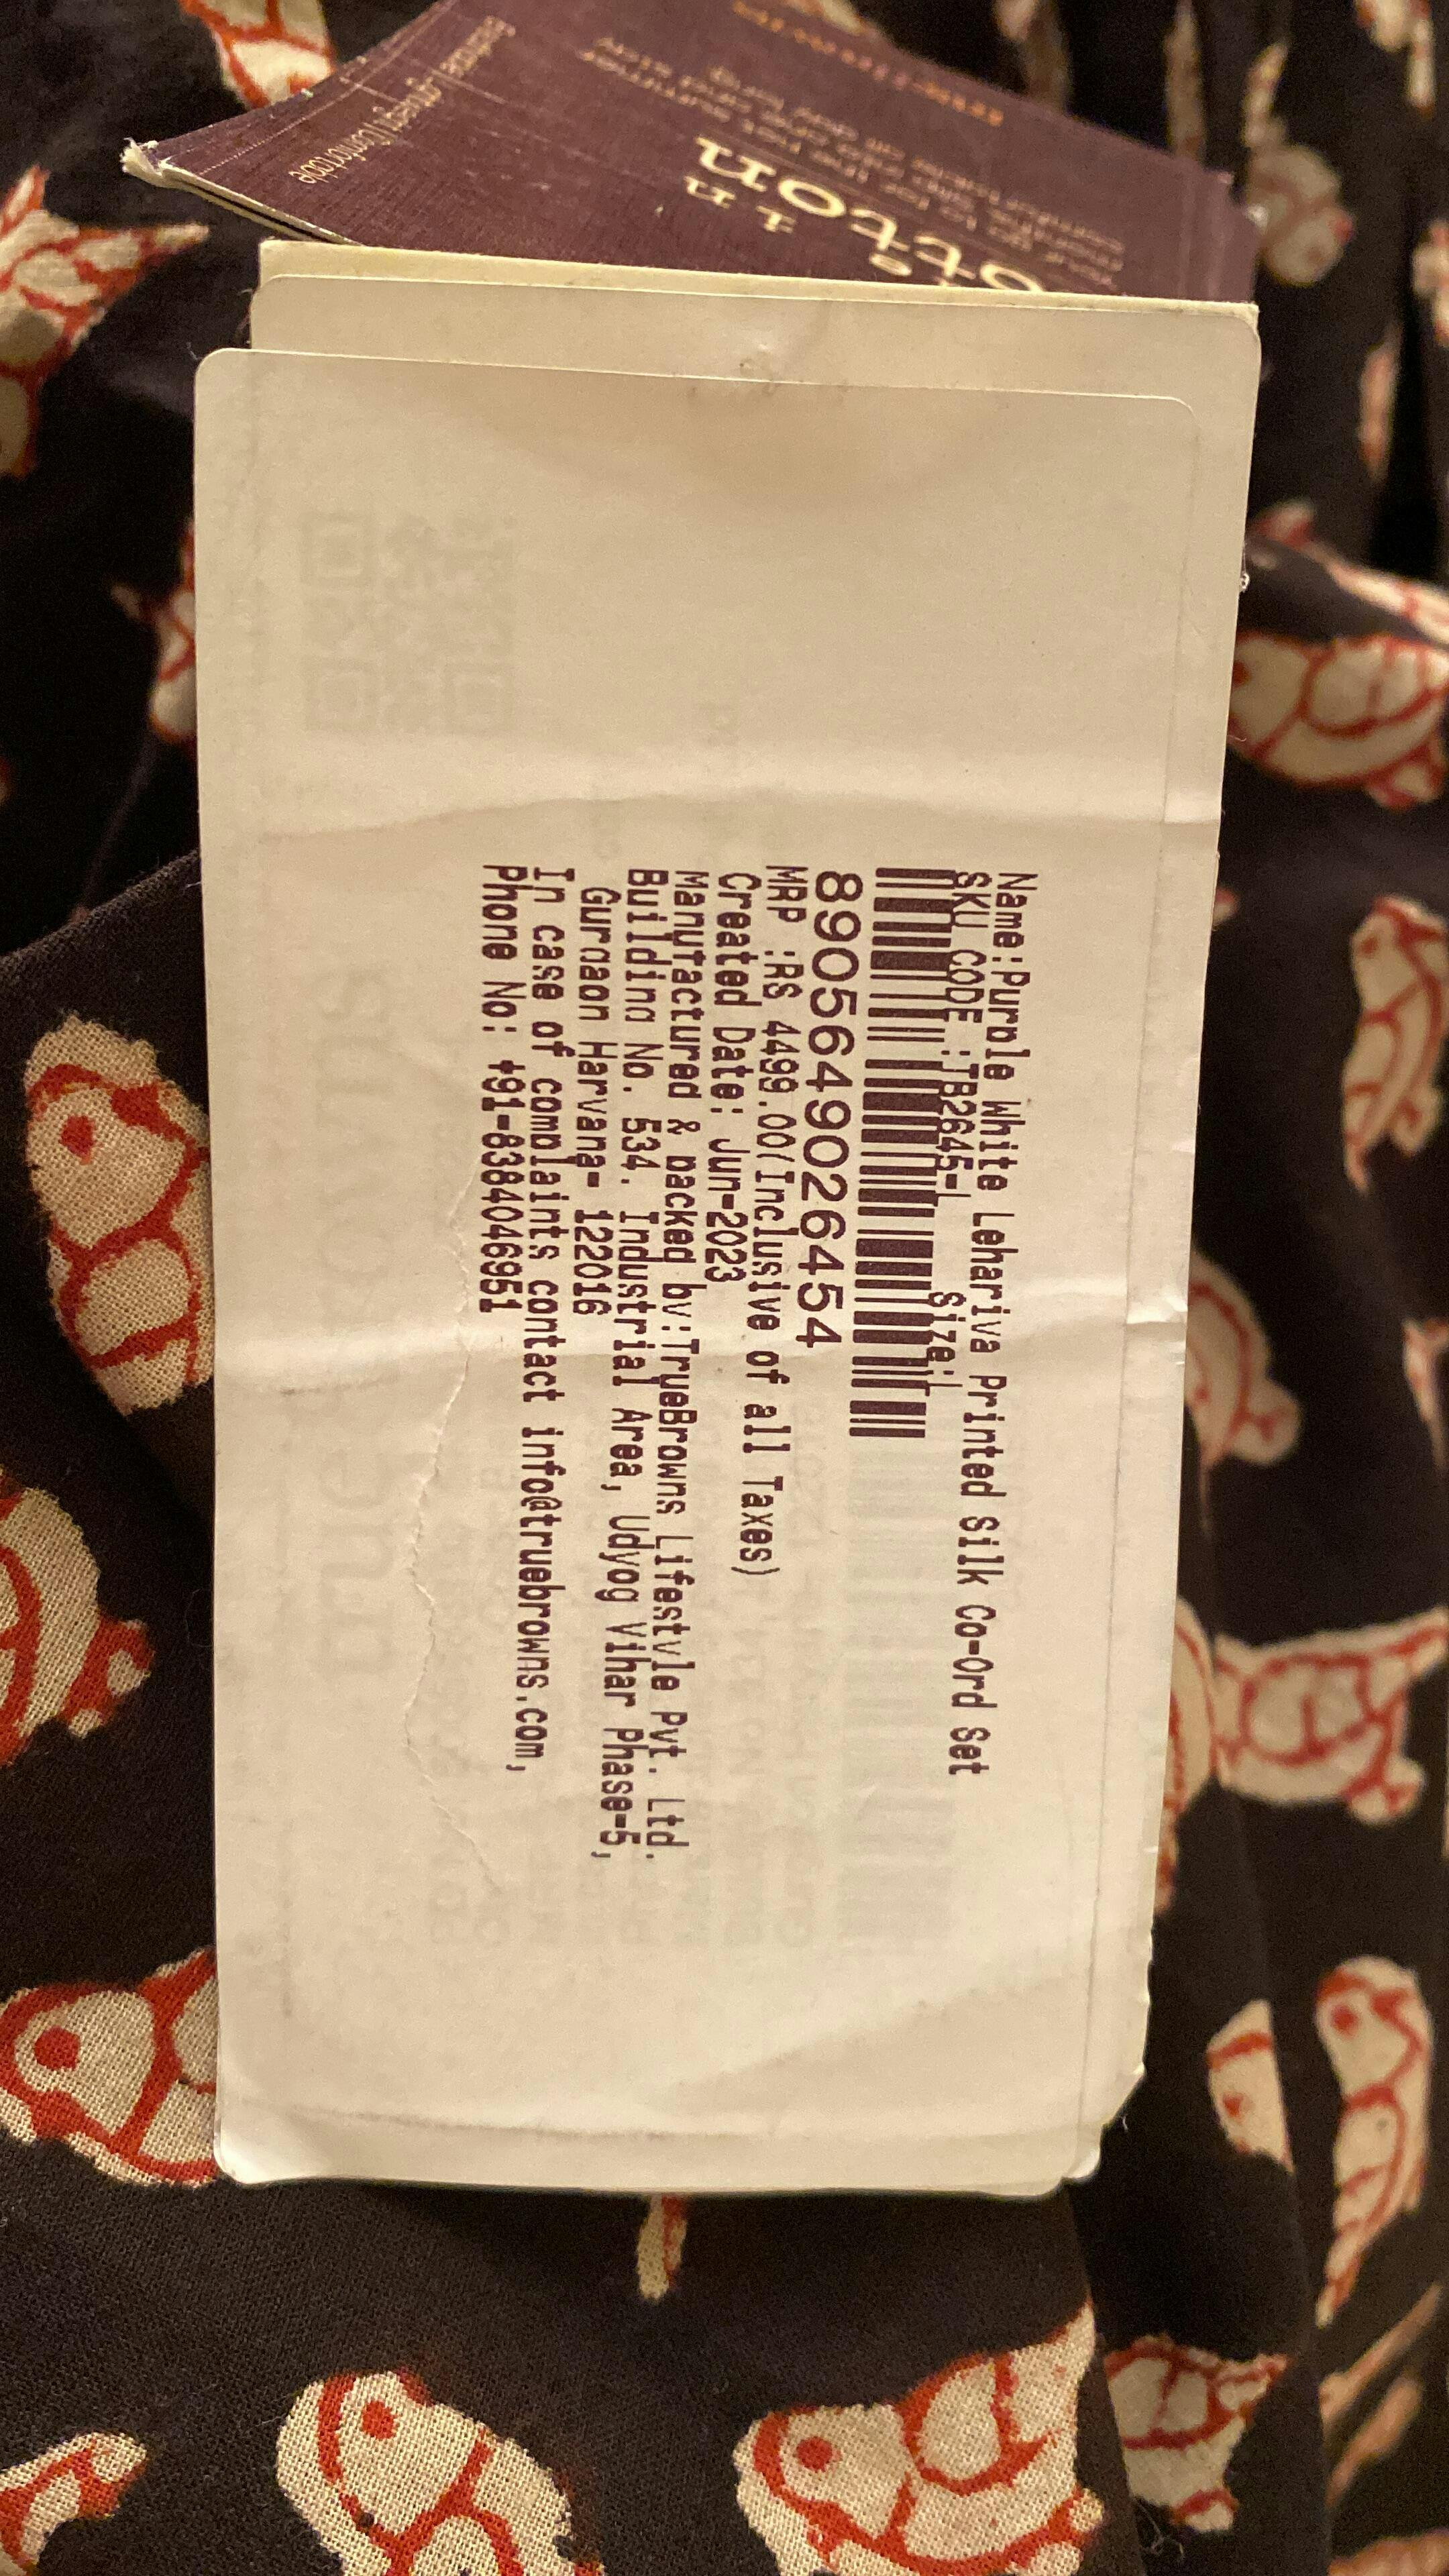 Name:Purple White Lehariya Printed Silk Co-Ord Set
SKU CODE :TB2645-L Size:L
8905649026454
MRP :RS 4499.00(Inclusive of all Taxes)
Created Date: Jun-2023
Manufactured & packed by:TrueBrowns Lifestyle Pvt. Ltd.
Building No. 534, Industrial Area, Udyog Vihar Phase-5,
Gurgaon Haryana- 122016
In case of complaints contact info@truebrowns.com,
Phone No: +91-8384046951